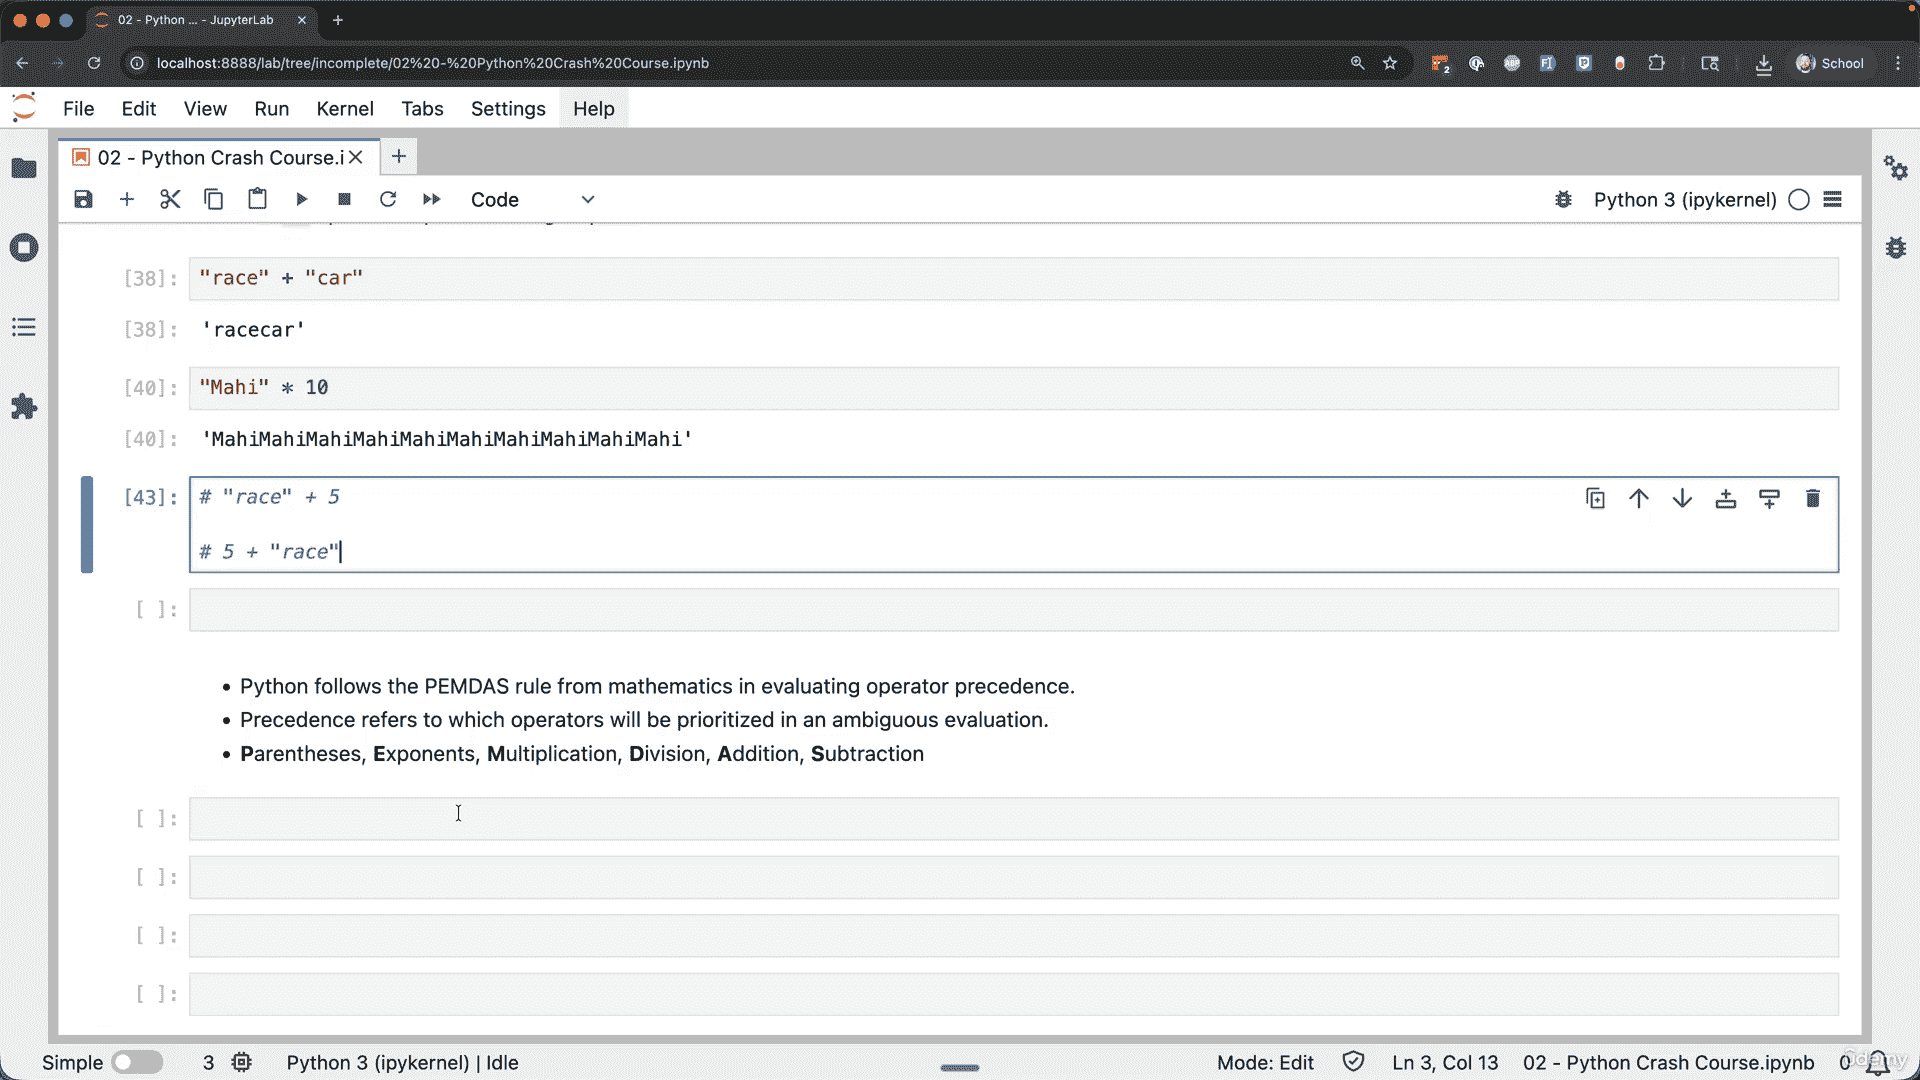 02 - Python ... - JupyterLab
localhost:8888/lab/tree/incomplete/02%20-%20Python%20Crash%20Course.ipynb
2
ABP
School
File Edit View Run Kernel Tabs Settings Help
02 - Python Crash Course.i
Code
Python 3 (ipykernel)
[38]: "race" + "car"
[38]: 'racecar'
[40]: "Mahi" * 10
[40]: 'MahiMahiMahiMahiMahiMahiMahiMahiMahiMahi'
[43]: # "race" + 5
# 5 + "race"
[ ]:
• Python follows the PEMDAS rule from mathematics in evaluating operator precedence.
• Precedence refers to which operators will be prioritized in an ambiguous evaluation.
• Parentheses, Exponents, Multiplication, Division, Addition, Subtraction
[ ]:
[ ]:
[ ]:
[ ]:
Simple 3 Python 3 (ipykernel) | Idle Mode: Edit Ln 3, Col 13 02 - Python Crash Course.ipynb 0
Udemy